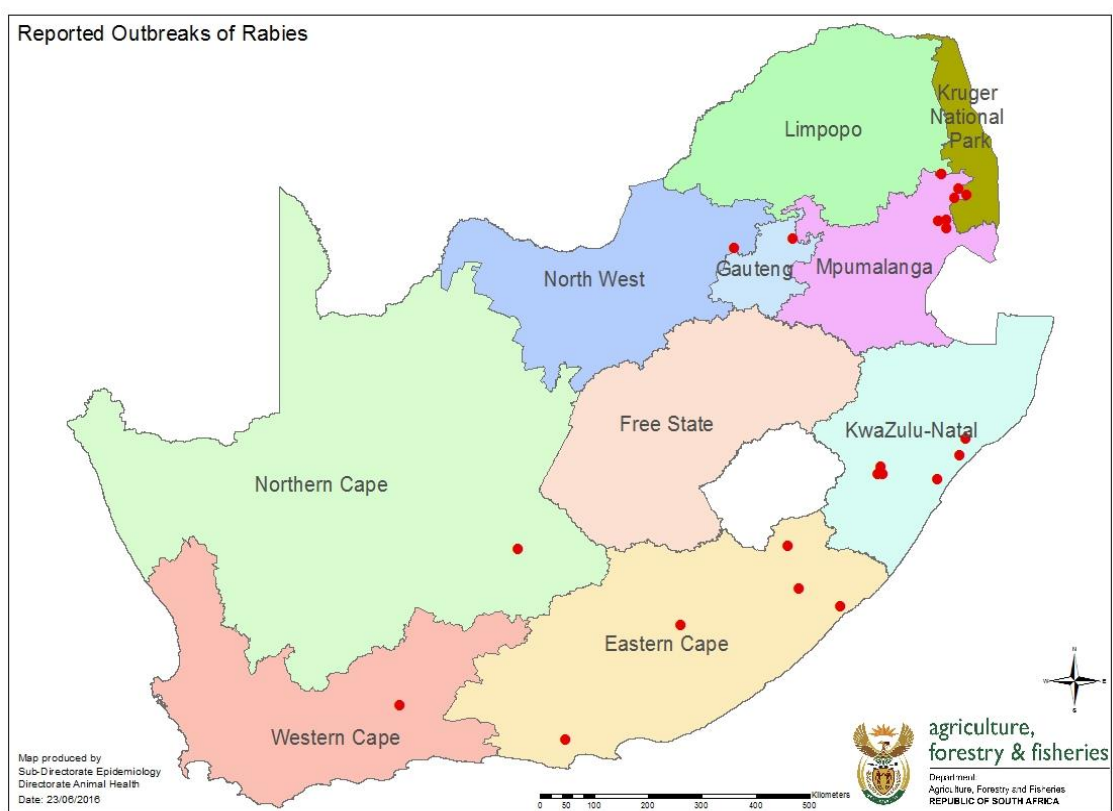 Reported Outbreaks of Rabies
Kruger
National
Park
Limpopo
North West
Gauteng
Mpumalanga
Free State
KwaZulu-Natal
Northern Cape
Eastern Cape
Western Cape
N
W E
S
Map produced by
Sub-Directorate Epidemiology
Directorate Animal Health
Date: 23/06/2016
Kilometers
0 50 100 200 300 400 500
agriculture,
forestry & fisheries
Department:
Agriculture, Forestry and Fisheries
REPUBLIC OF SOUTH AFRICA